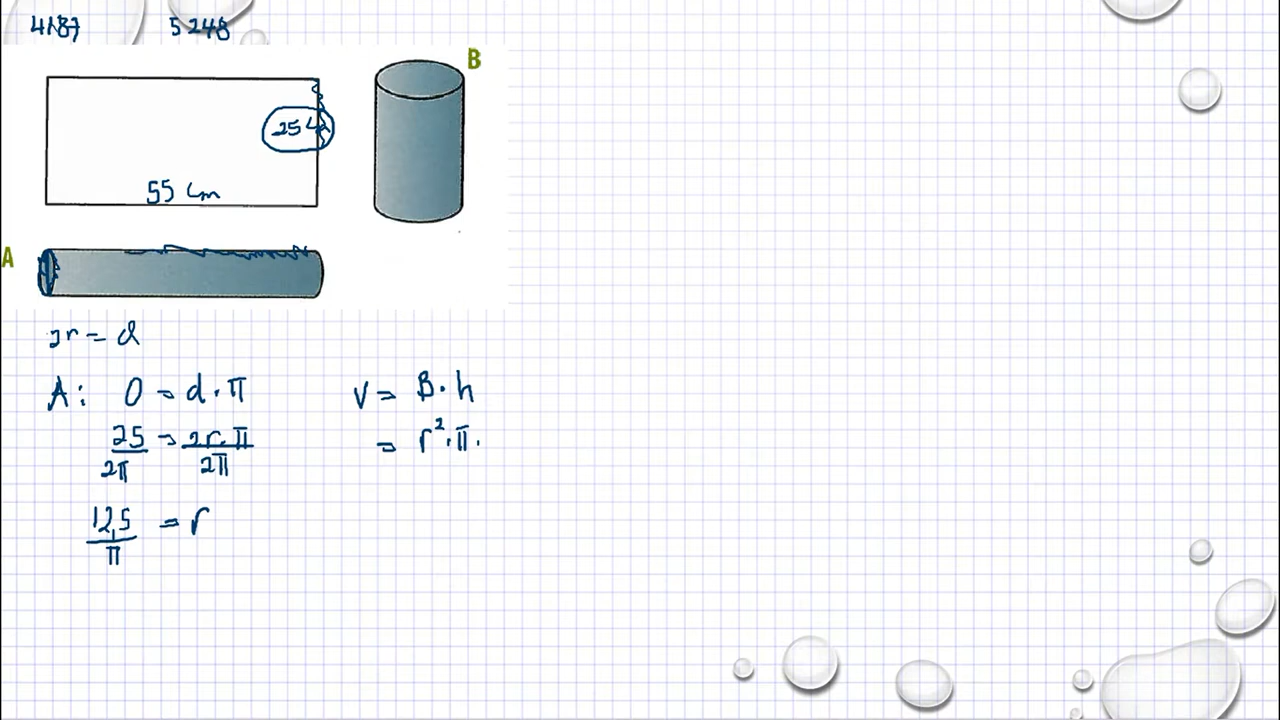 4187 5248
B
25 cm
55 cm
A
2r = d
A: O = d · π
25/2π = 2r · π/2π
12,5/π = r
V = B · h
= r² · π ·